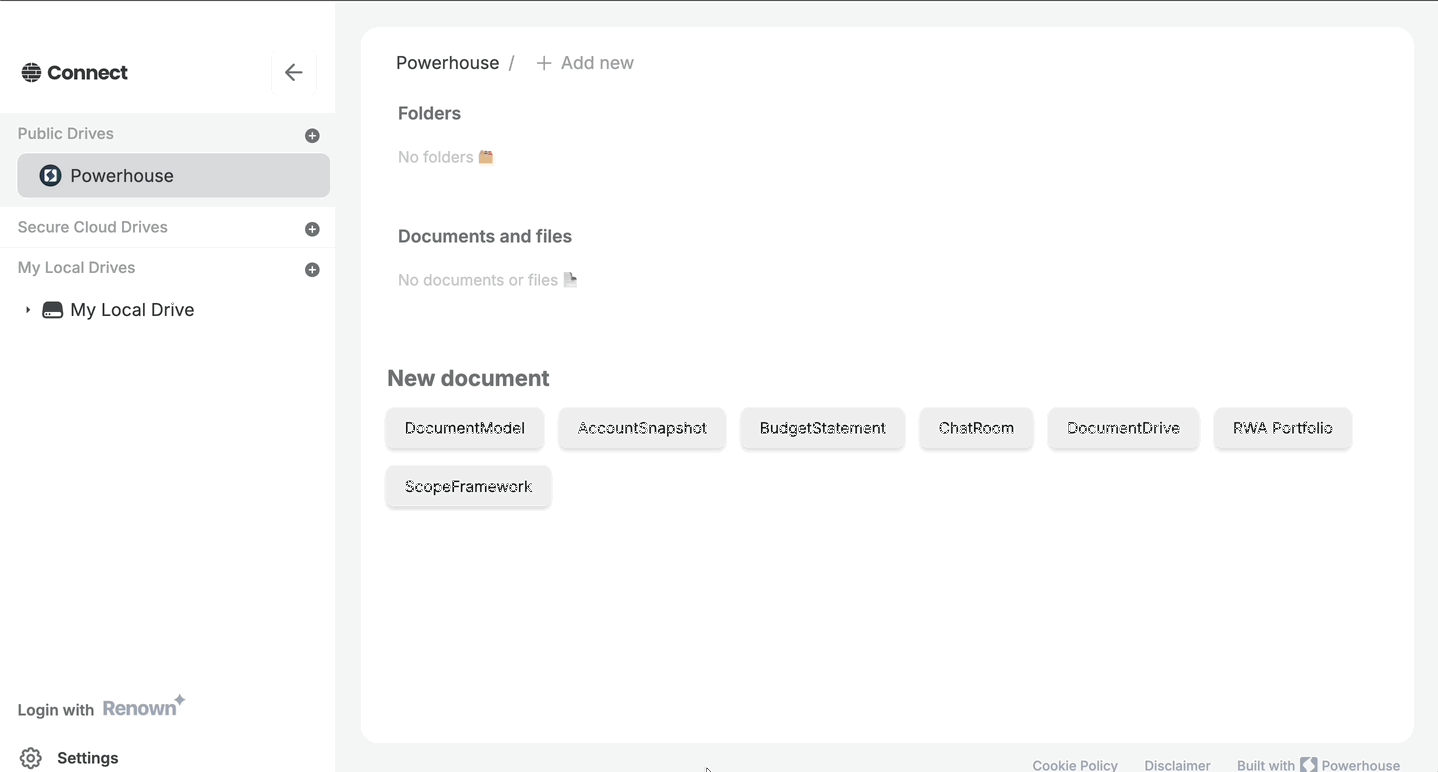 Connect
Public Drives
Powerhouse
Secure Cloud Drives
My Local Drives
My Local Drive
Login with Renown
Settings
Powerhouse / + Add new
Folders
No folders
Documents and files
No documents or files
New document
DocumentModel AccountSnapshot BudgetStatement ChatRoom DocumentDrive RWA Portfolio
ScopeFramework
Cookie Policy Disclaimer Built with Powerhouse